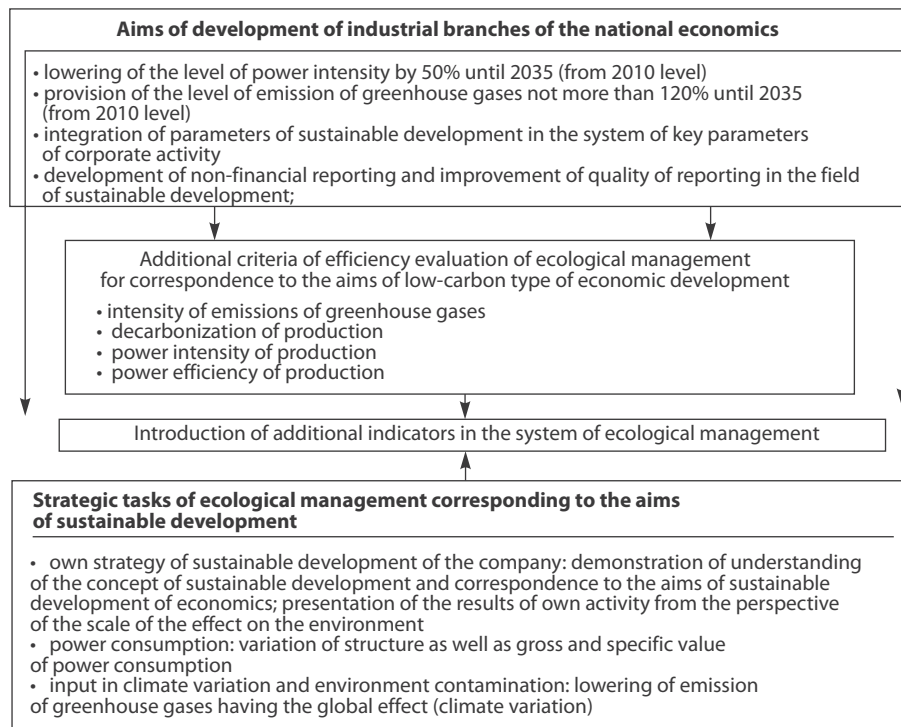 Aims of development of industrial branches of the national economics
• lowering of the level of power intensity by 50% until 2035 (from 2010 level)
• provision of the level of emission of greenhouse gases not more than 120% until 2035
(from 2010 level)
• integration of parameters of sustainable development in the system of key parameters
of corporate activity
• development of non-financial reporting and improvement of quality of reporting in the field
of sustainable development;
Additional criteria of efficiency evaluation of ecological management
for correspondence to the aims of low-carbon type of economic development
• intensity of emissions of greenhouse gases
• decarbonization of production
• power intensity of production
• power efficiency of production
Introduction of additional indicators in the system of ecological management
Strategic tasks of ecological management corresponding to the aims
of sustainable development
• own strategy of sustainable development of the company: demonstration of understanding
of the concept of sustainable development and correspondence to the aims of sustainable
development of economics; presentation of the results of own activity from the perspective
of the scale of the effect on the environment
• power consumption: variation of structure as well as gross and specific value
of power consumption
• input in climate variation and environment contamination: lowering of emission
of greenhouse gases having the global effect (climate variation)